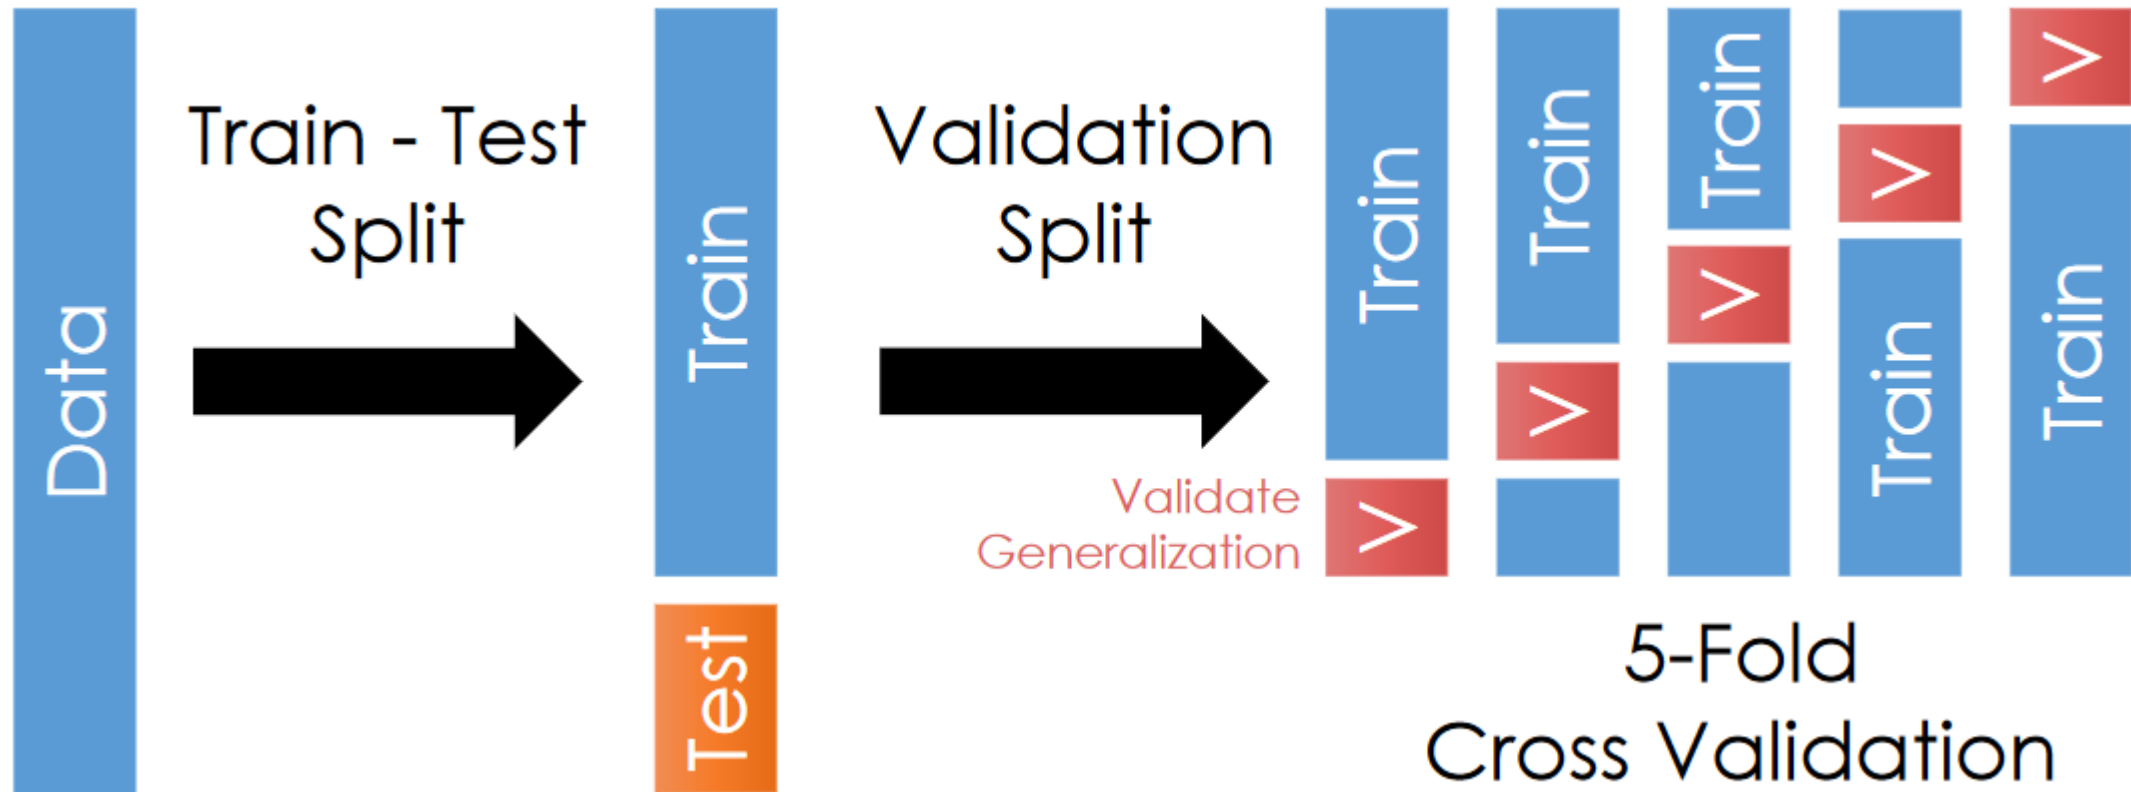 Data
Train - Test
Split
Train
Test
Validation
Split
Validate
Generalization
Train
V
Train
V
Train
V
V
Train
V
Train
5-Fold
Cross Validation